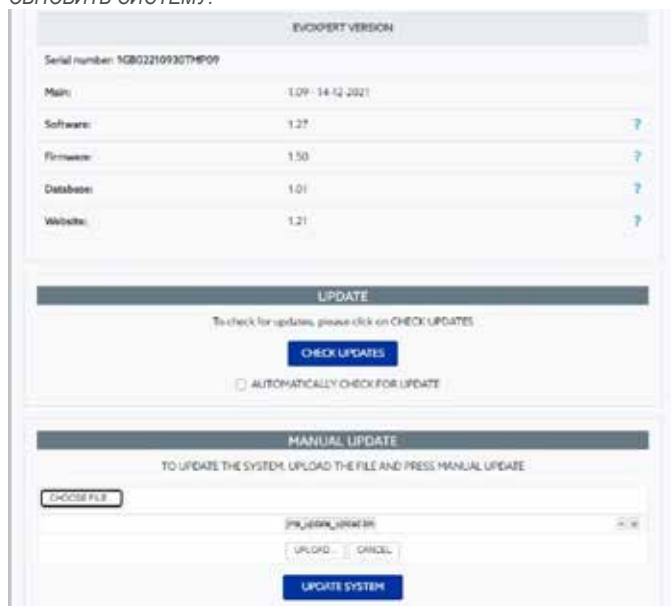 ОБНОВИТЬ СИСТЕМУ.
EVOXPERT VERSION
Serial number: 1GB02210930TMP09
Main: 1.09 - 14-12-2021
Software: 1.27 ?
Firmware: 1.50 ?
Database: 1.01 ?
Website: 1.21 ?
UPDATE
To check for updates, please click on CHECK UPDATES
CHECK UPDATES
AUTOMATICALLY CHECK FOR UPDATE
MANUAL UPDATE
TO UPDATE THE SYSTEM, UPLOAD THE FILE AND PRESS MANUAL UPDATE
CHOOSE FILE
UPLOAD... CANCEL
UPDATE SYSTEM